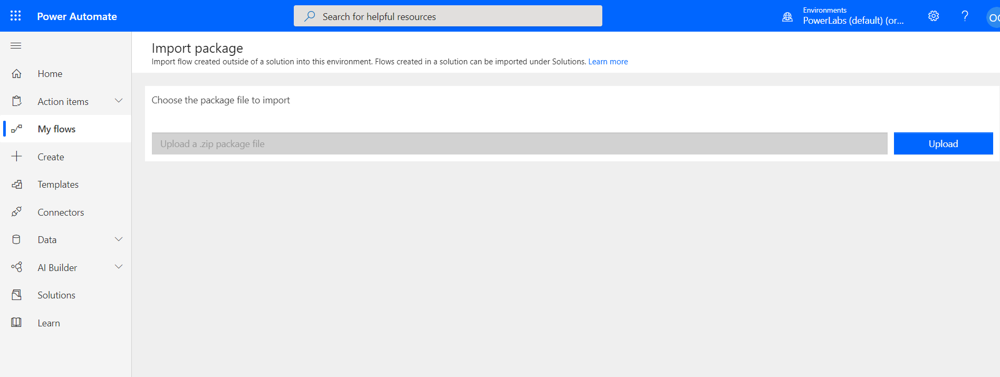 Power Automate
Search for helpful resources
Environments
PowerLabs (default) (or...
?
OC
Import package
Import flow created outside of a solution into this environment. Flows created in a solution can be imported under Solutions. Learn more
Home
Action items
My flows
Create
Templates
Connectors
Data
AI Builder
Solutions
Learn
Choose the package file to import
Upload a .zip package file
Upload